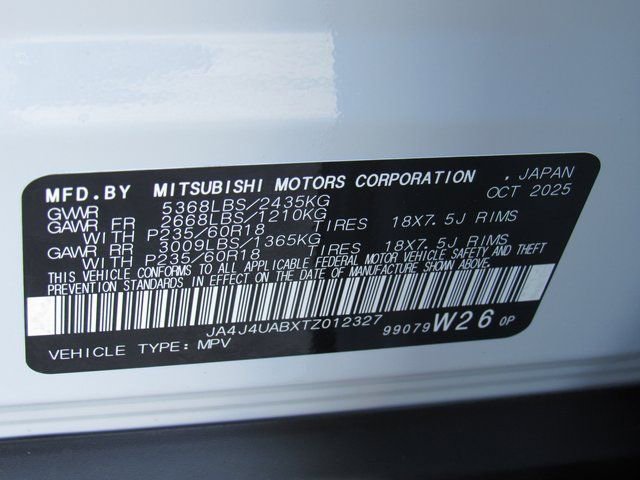 MFD.BY MITSUBISHI MOTORS CORPORATION , JAPAN
GVWR 5368LBS/2435KG OCT 2025
GAWR FR 2668LBS/1210KG
WITH P235/60R18 TIRES 18X7.5J RIMS
GAWR RR 3009LBS/1365KG
WITH P235/60R18 TIRES 18X7.5J RIMS
THIS VEHICLE CONFORMS TO ALL APPLICABLE FEDERAL MOTOR VEHICLE SAFETY AND THEFT
PREVENTION STANDARDS IN EFFECT ON THE DATE OF MANUFACTURE SHOWN ABOVE.
JA4J4UABXTZ012327
VEHICLE TYPE: MPV 99079 W26 0P